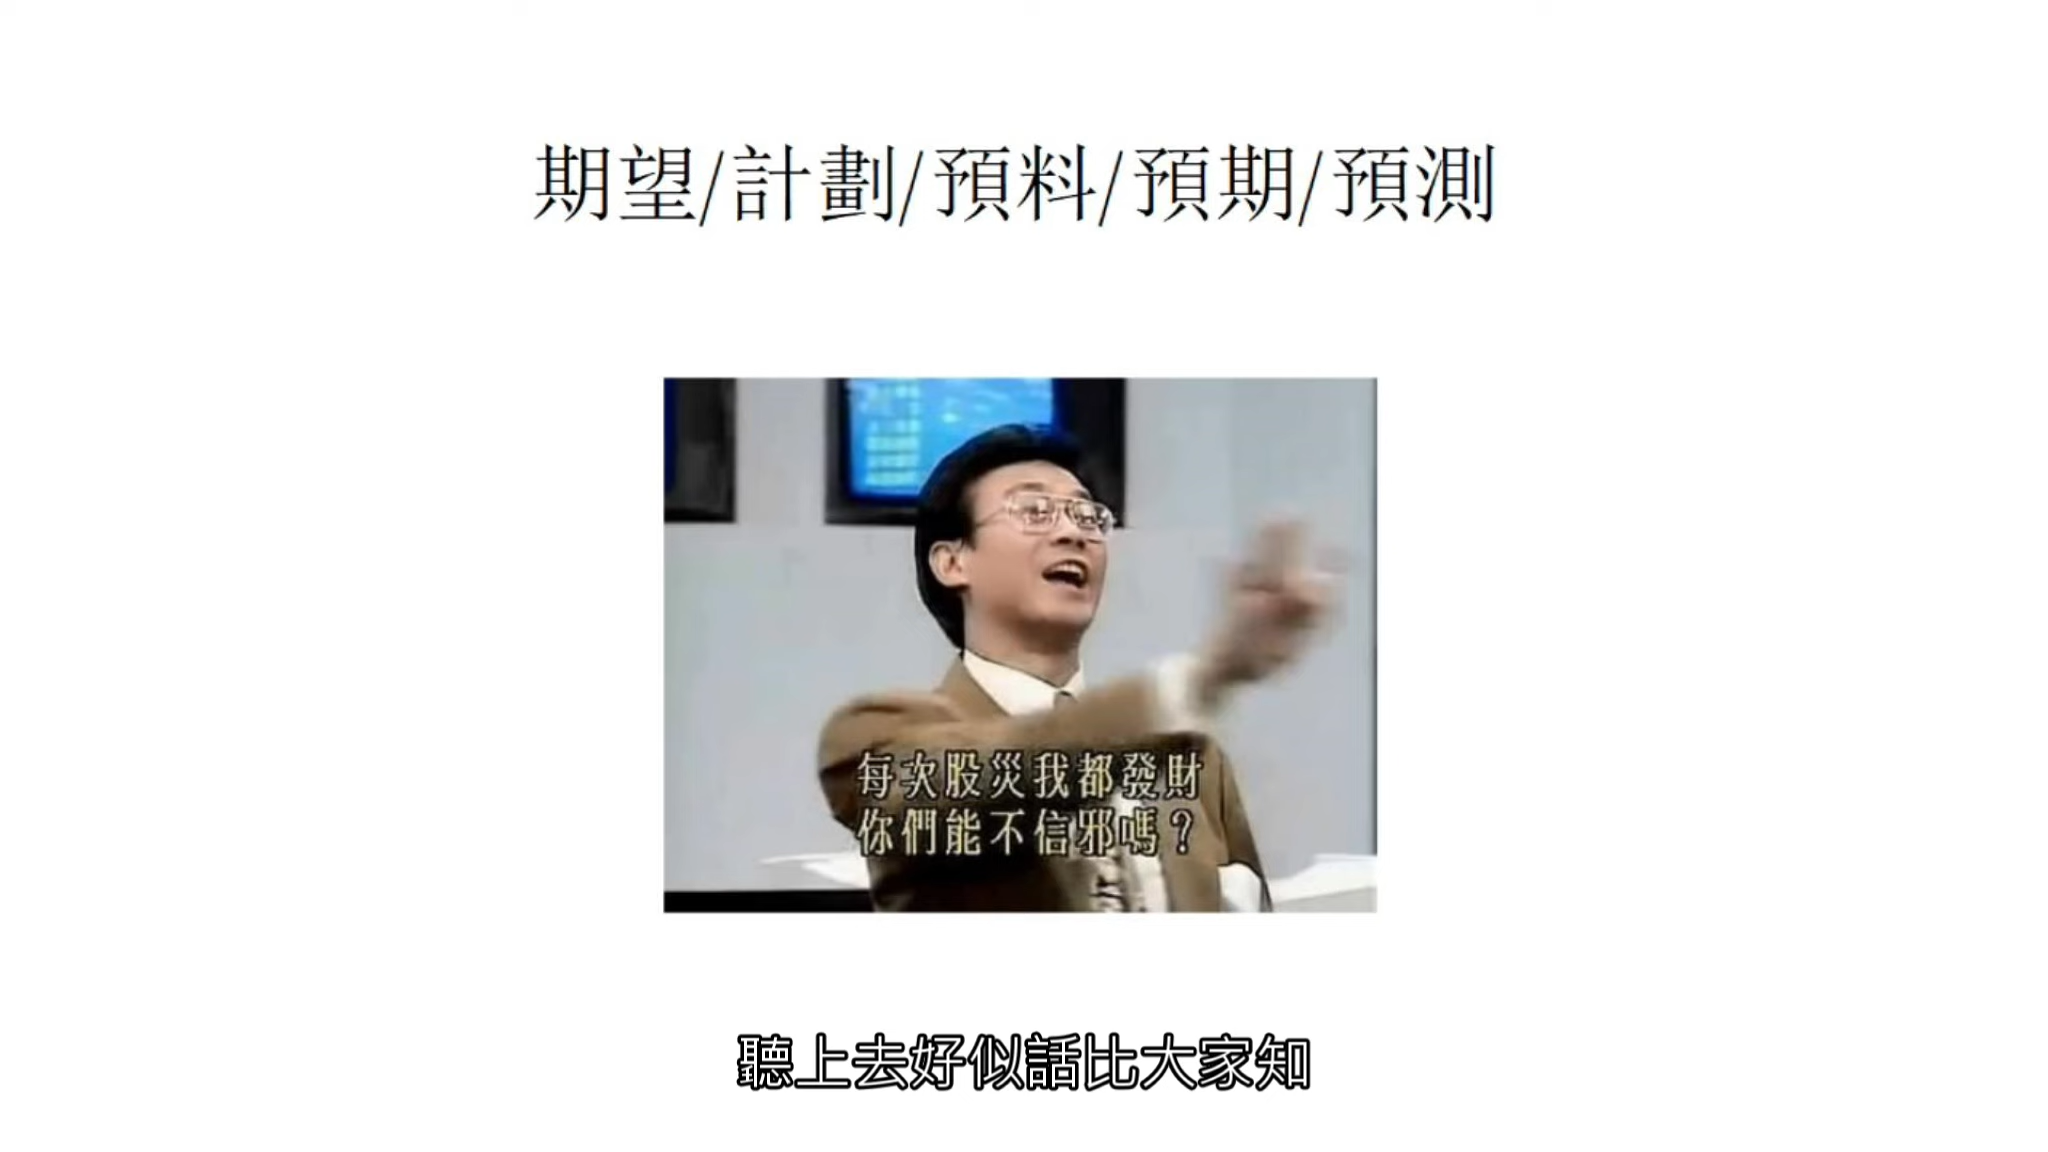 期望/計劃/預料/預期/預測
每次股災我都發財
你們能不信邪嗎？
聽上去好似話比大家知